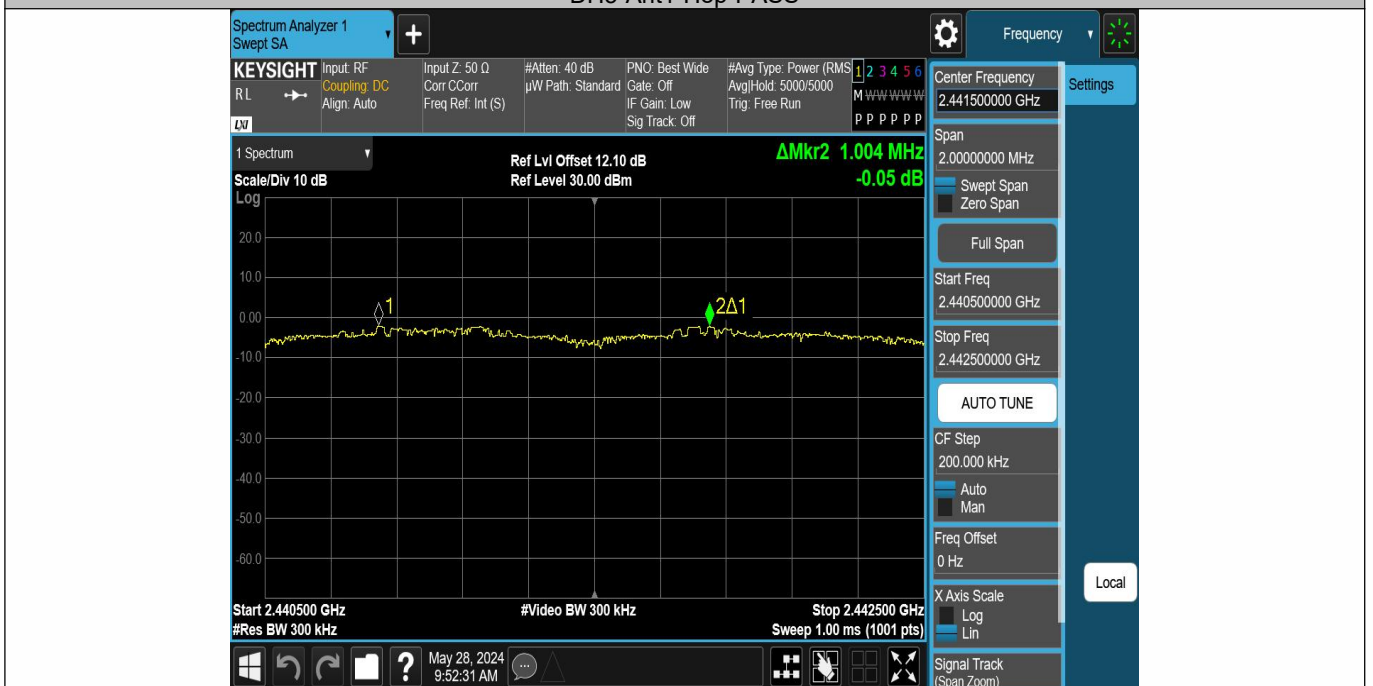 Spectrum Analyzer 1
Swept SA
+
Frequency
KEYSIGHT
RL
LXI
Input: RF
Coupling: DC
Align: Auto
Input Z: 50 Ω
Corr CCorr
Freq Ref: Int (S)
#Atten: 40 dB
µW Path: Standard
PNO: Best Wide
Gate: Off
IF Gain: Low
Sig Track: Off
#Avg Type: Power (RMS
Avg|Hold: 5000/5000
Trig: Free Run
1 2 3 4 5 6
M W W W W W
P P P P P P
1 Spectrum
Scale/Div 10 dB
Log
Ref Lvl Offset 12.10 dB
Ref Level 30.00 dBm
ΔMkr2 1.004 MHz
-0.05 dB
20.0
10.0
0.00
-10.0
-20.0
-30.0
-40.0
-50.0
-60.0
1
2Δ1
Start 2.440500 GHz
#Res BW 300 kHz
#Video BW 300 kHz
Stop 2.442500 GHz
Sweep 1.00 ms (1001 pts)
Settings
Center Frequency
2.441500000 GHz
Span
2.00000000 MHz
Swept Span
Zero Span
Full Span
Start Freq
2.440500000 GHz
Stop Freq
2.442500000 GHz
AUTO TUNE
CF Step
200.000 kHz
Auto
Man
Freq Offset
0 Hz
X Axis Scale
Log
Lin
Signal Track
(Span Zoom)
Local
?
May 28, 2024
9:52:31 AM